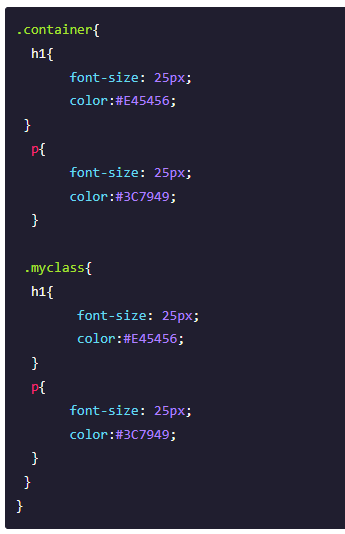 .container{
h1{
font-size: 25px;
color:#E45456;
}
p{
font-size: 25px;
color:#3C7949;
}
.myclass{
h1{
font-size: 25px;
color:#E45456;
}
p{
font-size: 25px;
color:#3C7949;
}
}
}